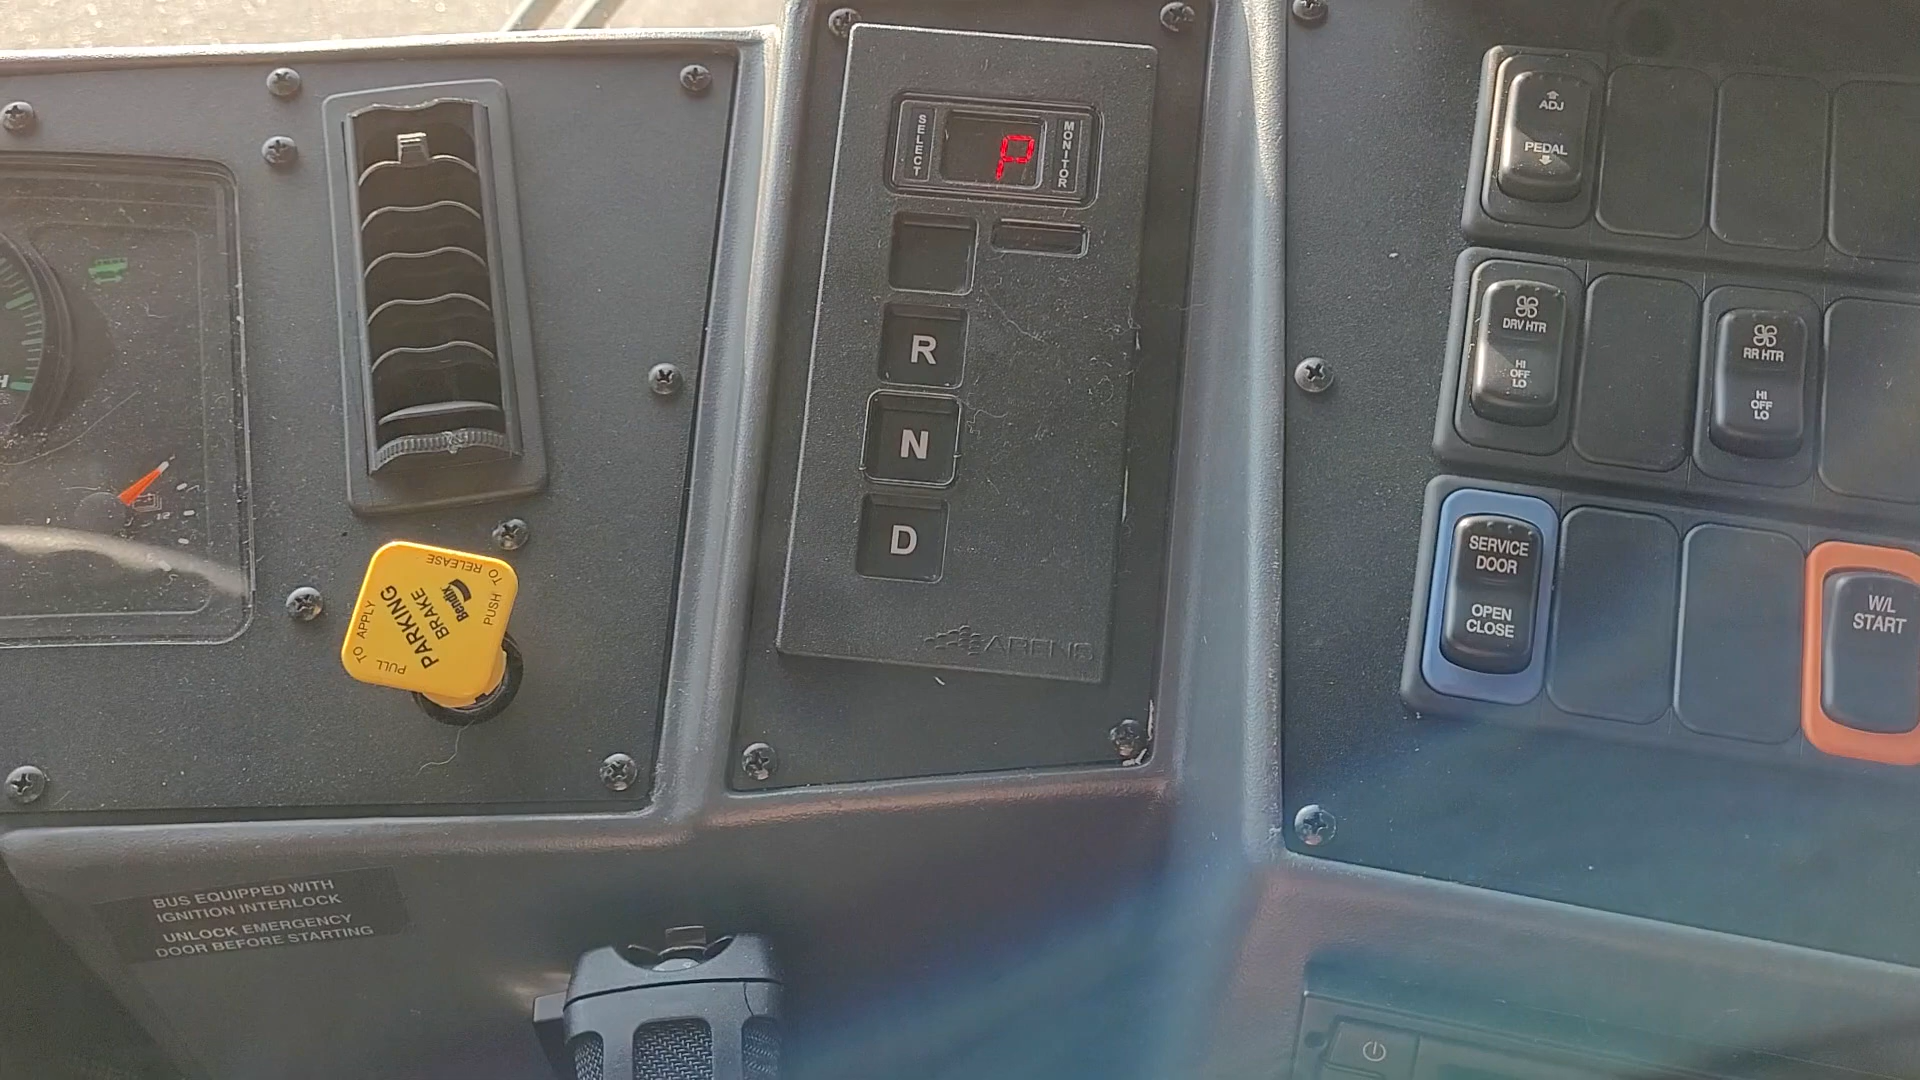 SELECT
P
MONITOR
R
N
D
ARENS
PARKING
BRAKE
Bendix
PUSH
TO RELEASE
PULL
TO APPLY
BUS EQUIPPED WITH
IGNITION INTERLOCK
UNLOCK EMERGENCY
DOOR BEFORE STARTING
ADJ
PEDAL
DRV HTR
HI
OFF
LO
RR HTR
HI
OFF
LO
SERVICE
DOOR
OPEN
CLOSE
W/L
START